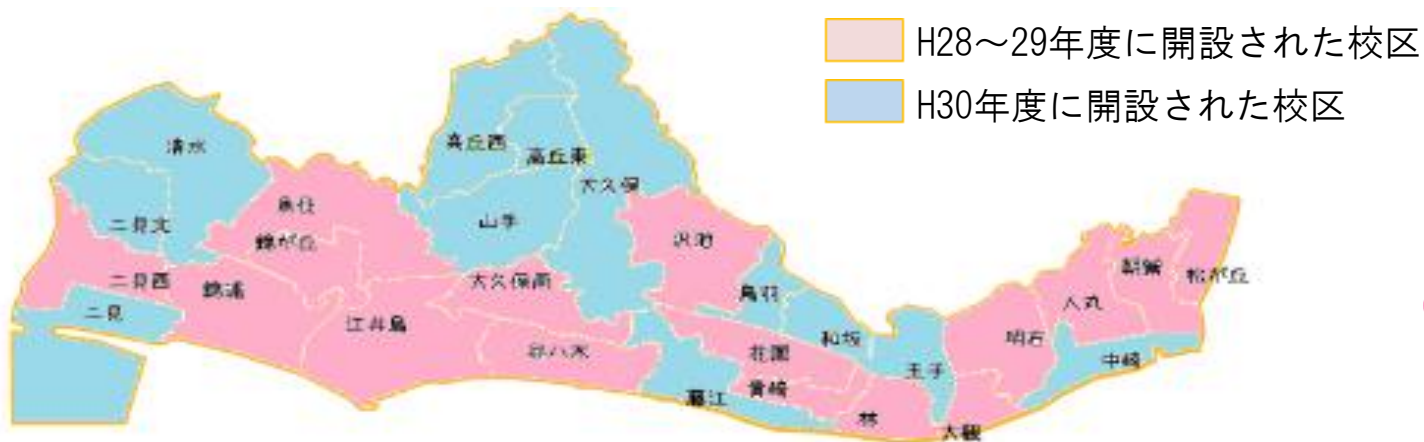 H28～29年度に開設された校区
H30年度に開設された校区
清水
高丘西
高丘東
大久保
魚住
二見北
山手
錦が丘
沢池
朝霧
松が丘
二見西
錦浦
大久保南
鳥羽
人丸
二見
江井島
和坂
明石
中崎
谷八木
花園
王子
貴崎
藤江
林
大観